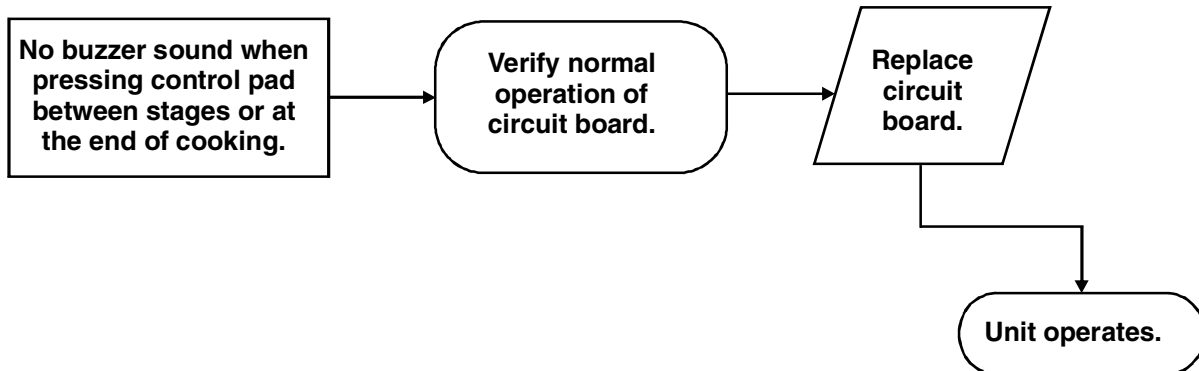 No buzzer sound when
pressing control pad
between stages or at
the end of cooking.
Verify normal
operation of
circuit board.
Replace
circuit
board.
Unit operates.